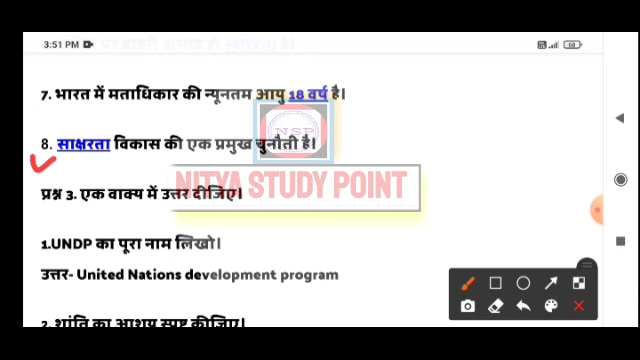 3:51 PM
68
7. भारत में मताधिकार की न्यूनतम आयु 18 वर्ष है।
NSP
8. साक्षरता विकास की एक प्रमुख चुनौती है।
NITYA STUDY POINT
प्रश्न 3. एक वाक्य में उत्तर दीजिए।
1.UNDP का पूरा नाम लिखो।
उत्तर- United Nations development program
2. शांति का आशय स्पष्ट कीजिए।